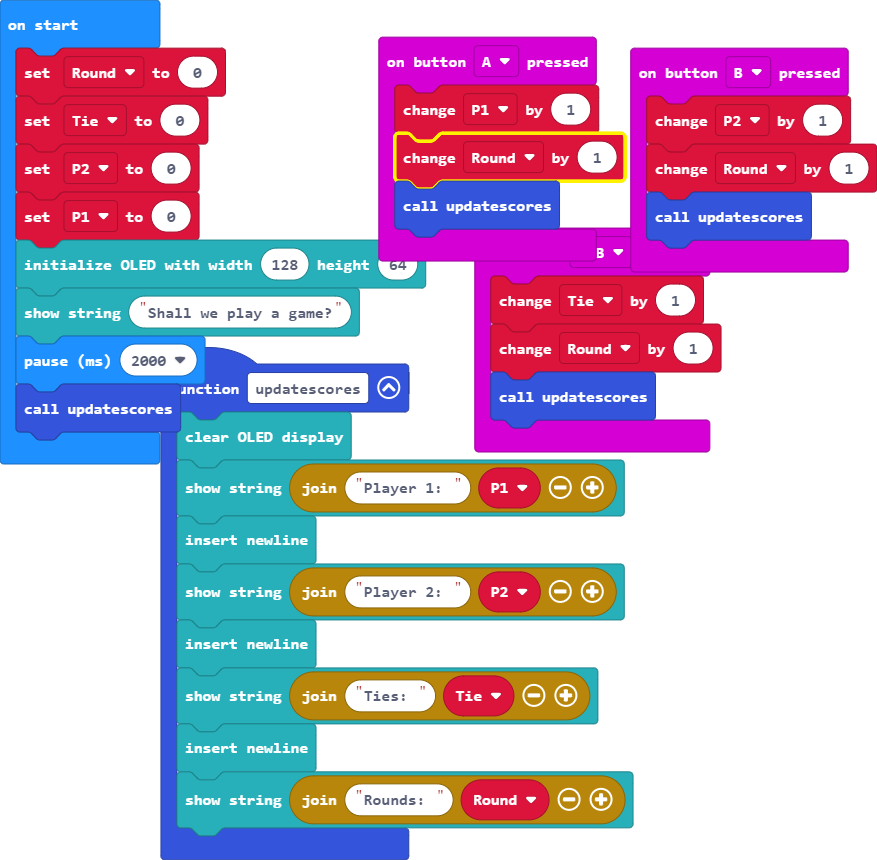 on start
set Round to 0
set Tie to 0
set P2 to 0
set P1 to 0
initialize OLED with width 128 height 64
show string "Shall we play a game?"
pause (ms) 2000
call updatescores
on button A pressed
change P1 by 1
change Round by 1
call updatescores
on button B pressed
change P2 by 1
change Round by 1
call updatescores
B
change Tie by 1
change Round by 1
call updatescores
updatescores
clear OLED display
show string join "Player 1: " P1
insert newline
show string join "Player 2: " P2
insert newline
show string join "Ties: " Tie
insert newline
show string join "Rounds: " Round